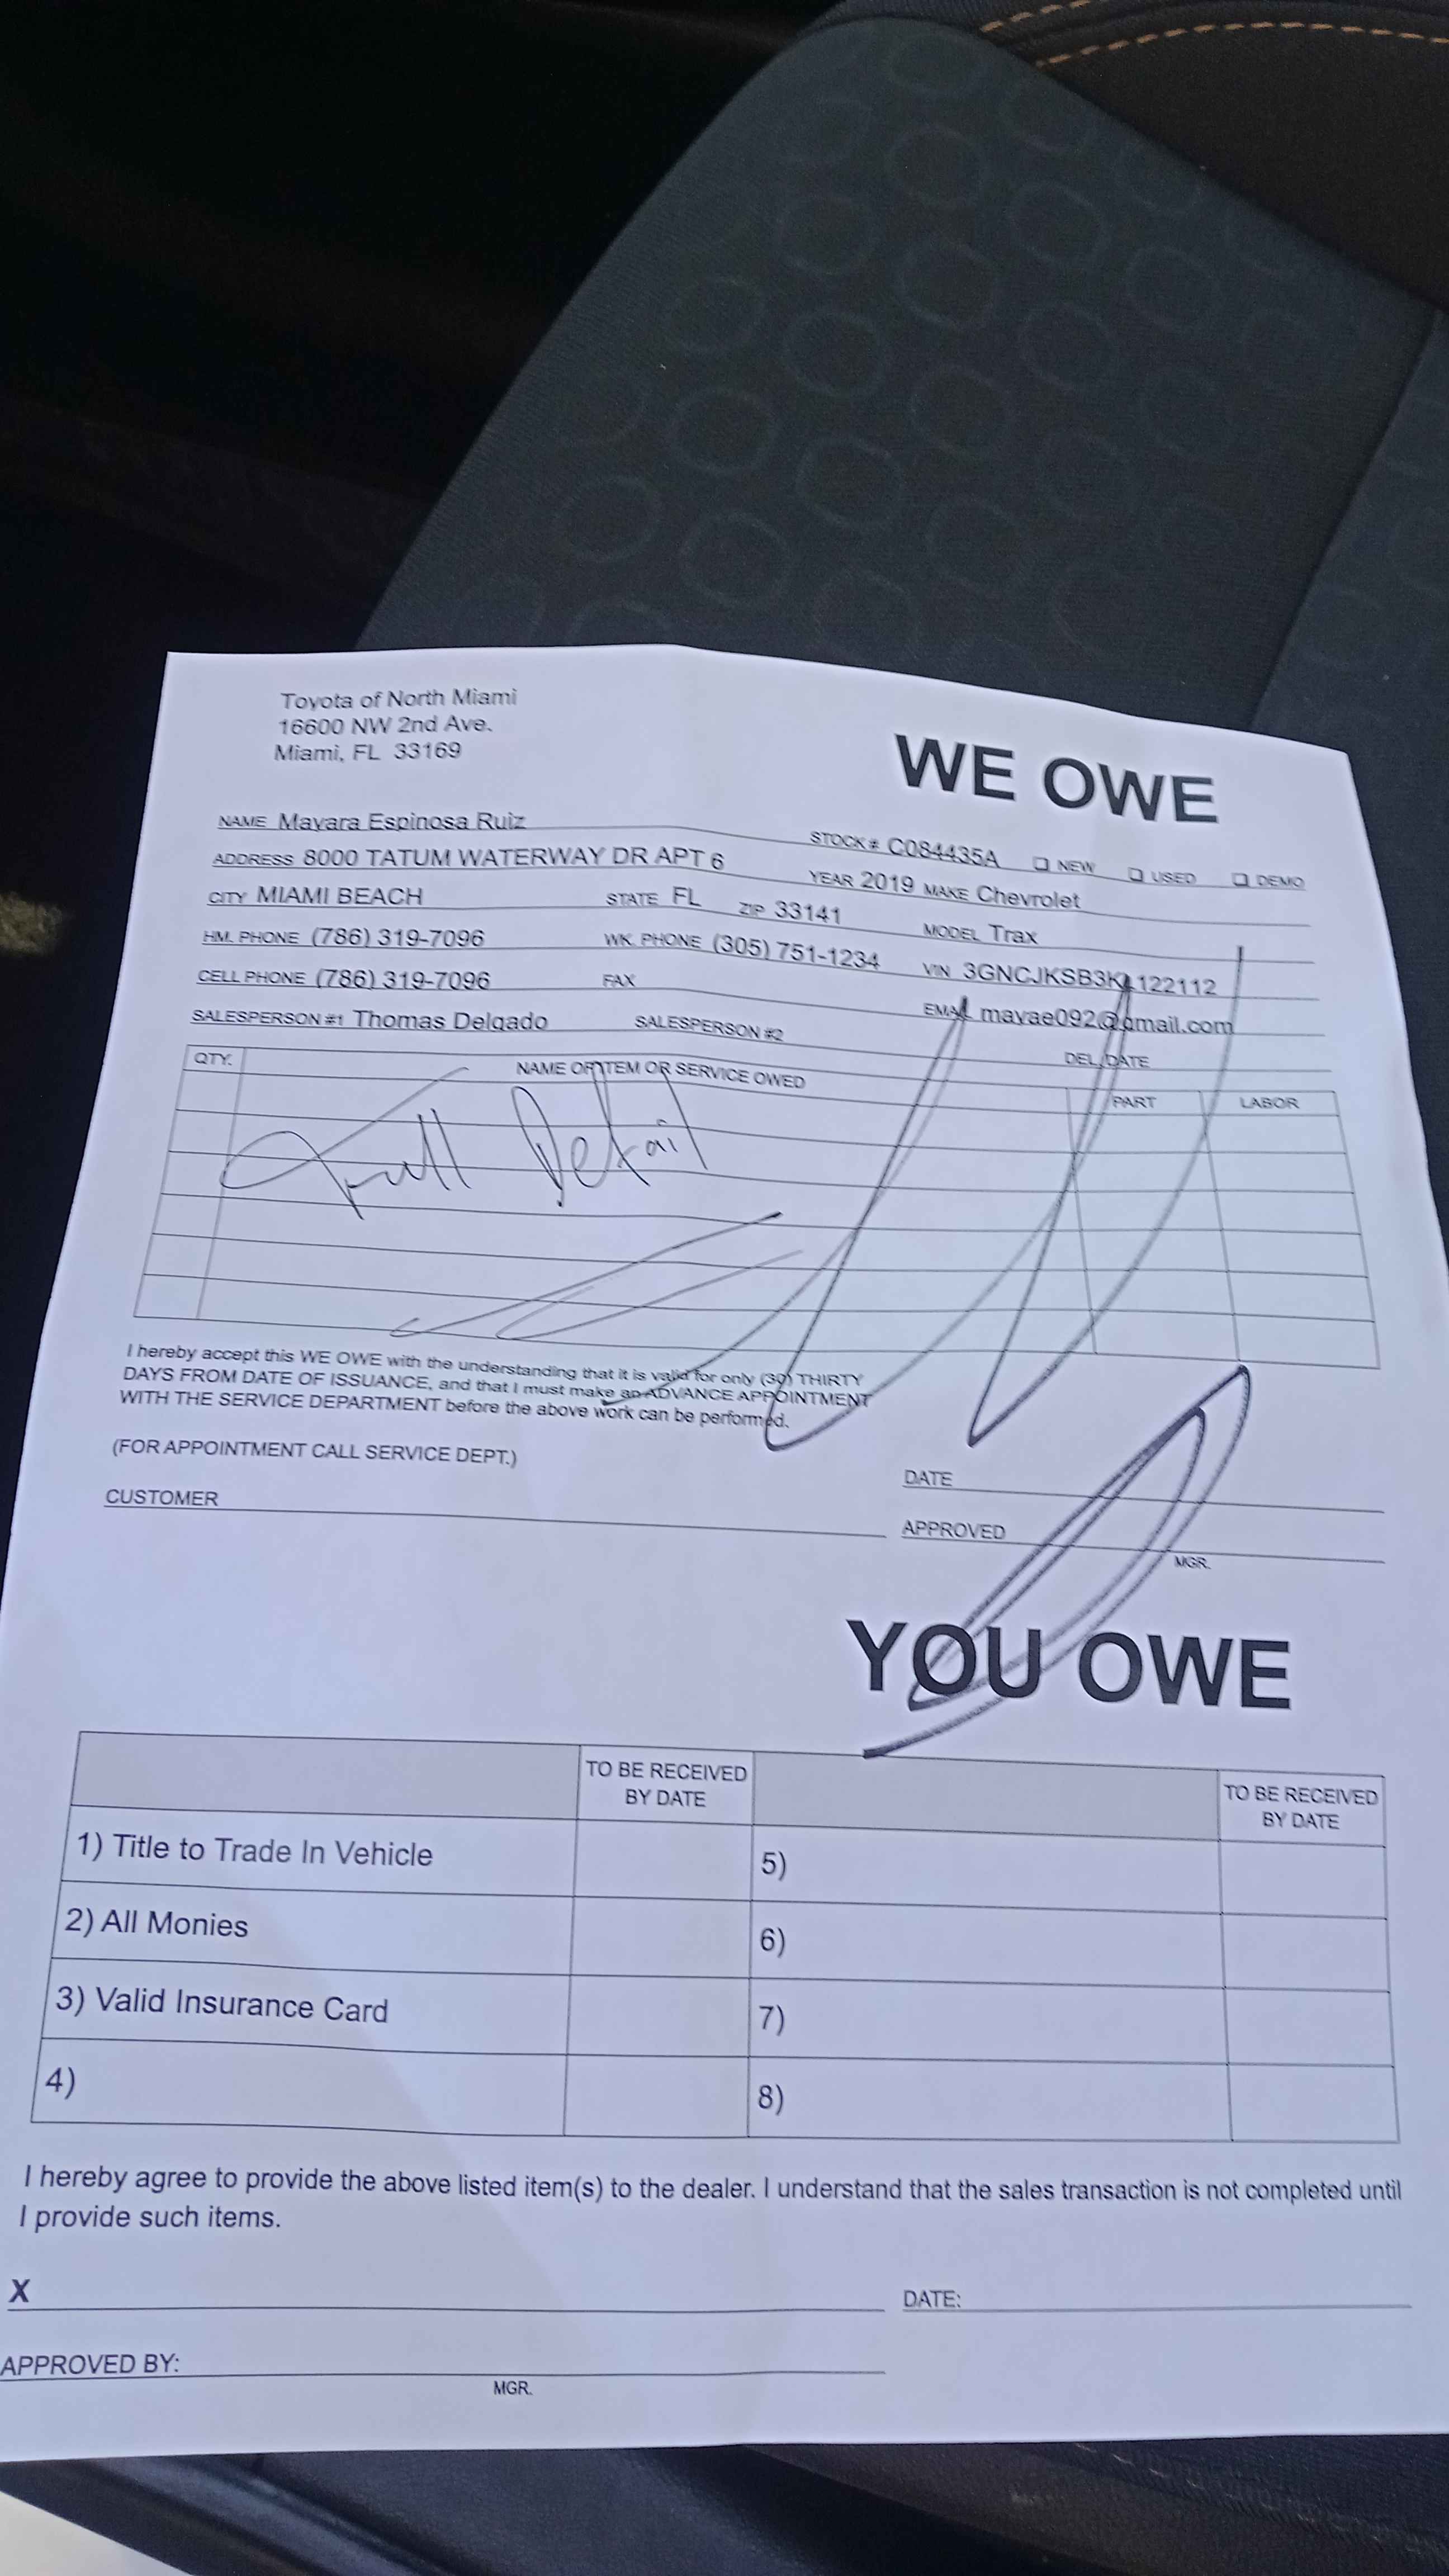 Toyota of North Miami
16600 NW 2nd Ave.
Miami, FL 33169
WE OWE
NAME Mayara Espinosa Ruiz
STOCK # C084435A ❑ NEW ❑ USED ❑ DEMO
ADDRESS 8000 TATUM WATERWAY DR APT 6
YEAR 2019 MAKE Chevrolet
CITY MIAMI BEACH STATE FL ZIP 33141
MODEL Trax
HM. PHONE (786) 319-7096 WK. PHONE (305) 751-1234
VIN 3GNCJKSB3KL122112
CELL PHONE (786) 319-7096 FAX
EMAIL mayae092@gmail.com
SALESPERSON #1 Thomas Delgado SALESPERSON #2
DEL DATE
QTY. NAME OF ITEM OR SERVICE OWED PART LABOR
Full Detail
I hereby accept this WE OWE with the understanding that it is valid for only (30) THIRTY
DAYS FROM DATE OF ISSUANCE, and that I must make an ADVANCE APPOINTMENT
WITH THE SERVICE DEPARTMENT before the above work can be performed.
(FOR APPOINTMENT CALL SERVICE DEPT.)
DATE
CUSTOMER
APPROVED
MGR.
YOU OWE
TO BE RECEIVED
BY DATE
TO BE RECEIVED
BY DATE
1) Title to Trade In Vehicle
5)
2) All Monies
6)
3) Valid Insurance Card
7)
4)
8)
I hereby agree to provide the above listed item(s) to the dealer. I understand that the sales transaction is not completed until
I provide such items.
X
DATE:
APPROVED BY:
MGR.